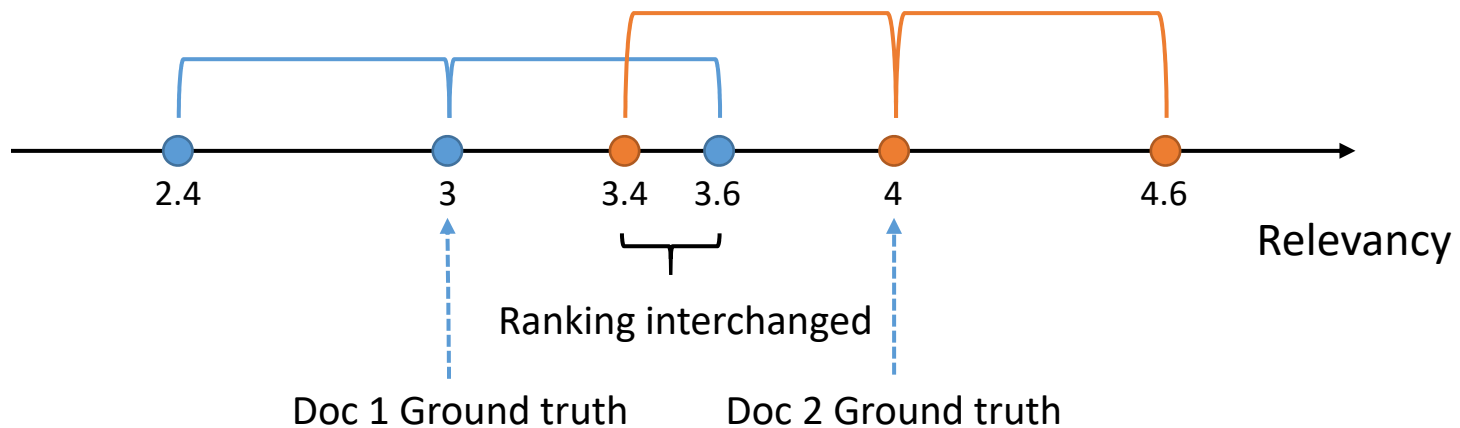 2.4 3 3.4 3.6 4 4.6
Relevancy
Ranking interchanged
Doc 1 Ground truth Doc 2 Ground truth